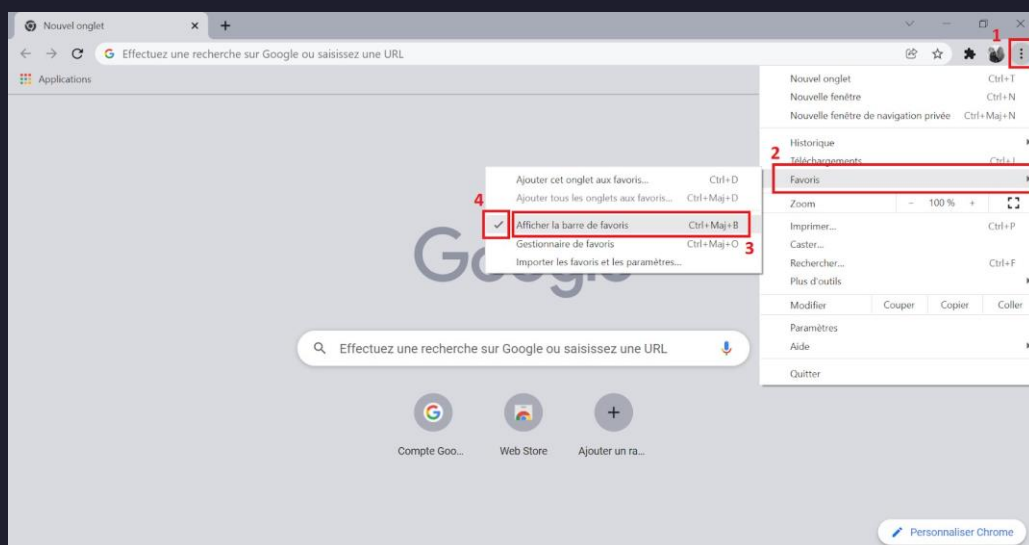 Nouvel onglet
1
Effectuez une recherche sur Google ou saisissez une URL
Applications
Nouvel onglet Ctrl+T
Nouvelle fenêtre Ctrl+N
Nouvelle fenêtre de navigation privée Ctrl+Maj+N
Historique
2
Téléchargements Ctrl+J
Favoris
Zoom - 100 % +
Imprimer... Ctrl+P
Caster...
Rechercher... Ctrl+F
Plus d'outils
Modifier Couper Copier Coller
Paramètres
Aide
Quitter
Ajouter cet onglet aux favoris... Ctrl+D
Ajouter tous les onglets aux favoris... Ctrl+Maj+D
4
Afficher la barre de favoris Ctrl+Maj+B
3
Gestionnaire de favoris Ctrl+Maj+O
Importer les favoris et les paramètres...
Google
Effectuez une recherche sur Google ou saisissez une URL
Compte Goo... Web Store Ajouter un ra...
Personnaliser Chrome